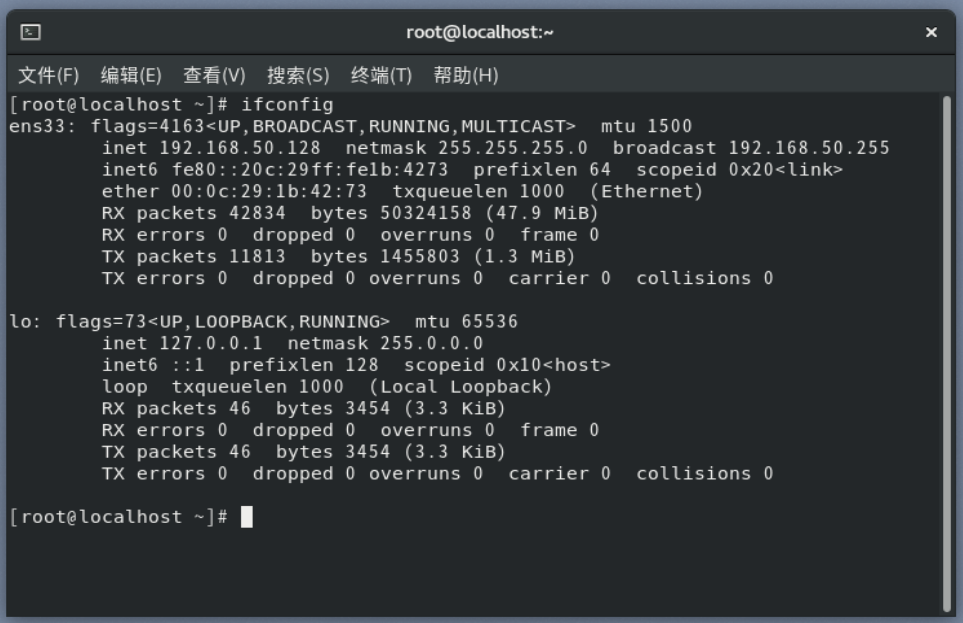 root@localhost:~
文件(F) 编辑(E) 查看(V) 搜索(S) 终端(T) 帮助(H)
[root@localhost ~]# ifconfig
ens33: flags=4163<UP,BROADCAST,RUNNING,MULTICAST>  mtu 1500
        inet 192.168.50.128  netmask 255.255.255.0  broadcast 192.168.50.255
        inet6 fe80::20c:29ff:fe1b:4273  prefixlen 64  scopeid 0x20<link>
        ether 00:0c:29:1b:42:73  txqueuelen 1000  (Ethernet)
        RX packets 42834  bytes 50324158 (47.9 MiB)
        RX errors 0  dropped 0  overruns 0  frame 0
        TX packets 11813  bytes 1455803 (1.3 MiB)
        TX errors 0  dropped 0 overruns 0  carrier 0  collisions 0
lo: flags=73<UP,LOOPBACK,RUNNING>  mtu 65536
        inet 127.0.0.1  netmask 255.0.0.0
        inet6 ::1  prefixlen 128  scopeid 0x10<host>
        loop  txqueuelen 1000  (Local Loopback)
        RX packets 46  bytes 3454 (3.3 KiB)
        RX errors 0  dropped 0  overruns 0  frame 0
        TX packets 46  bytes 3454 (3.3 KiB)
        TX errors 0  dropped 0 overruns 0  carrier 0  collisions 0
[root@localhost ~]#